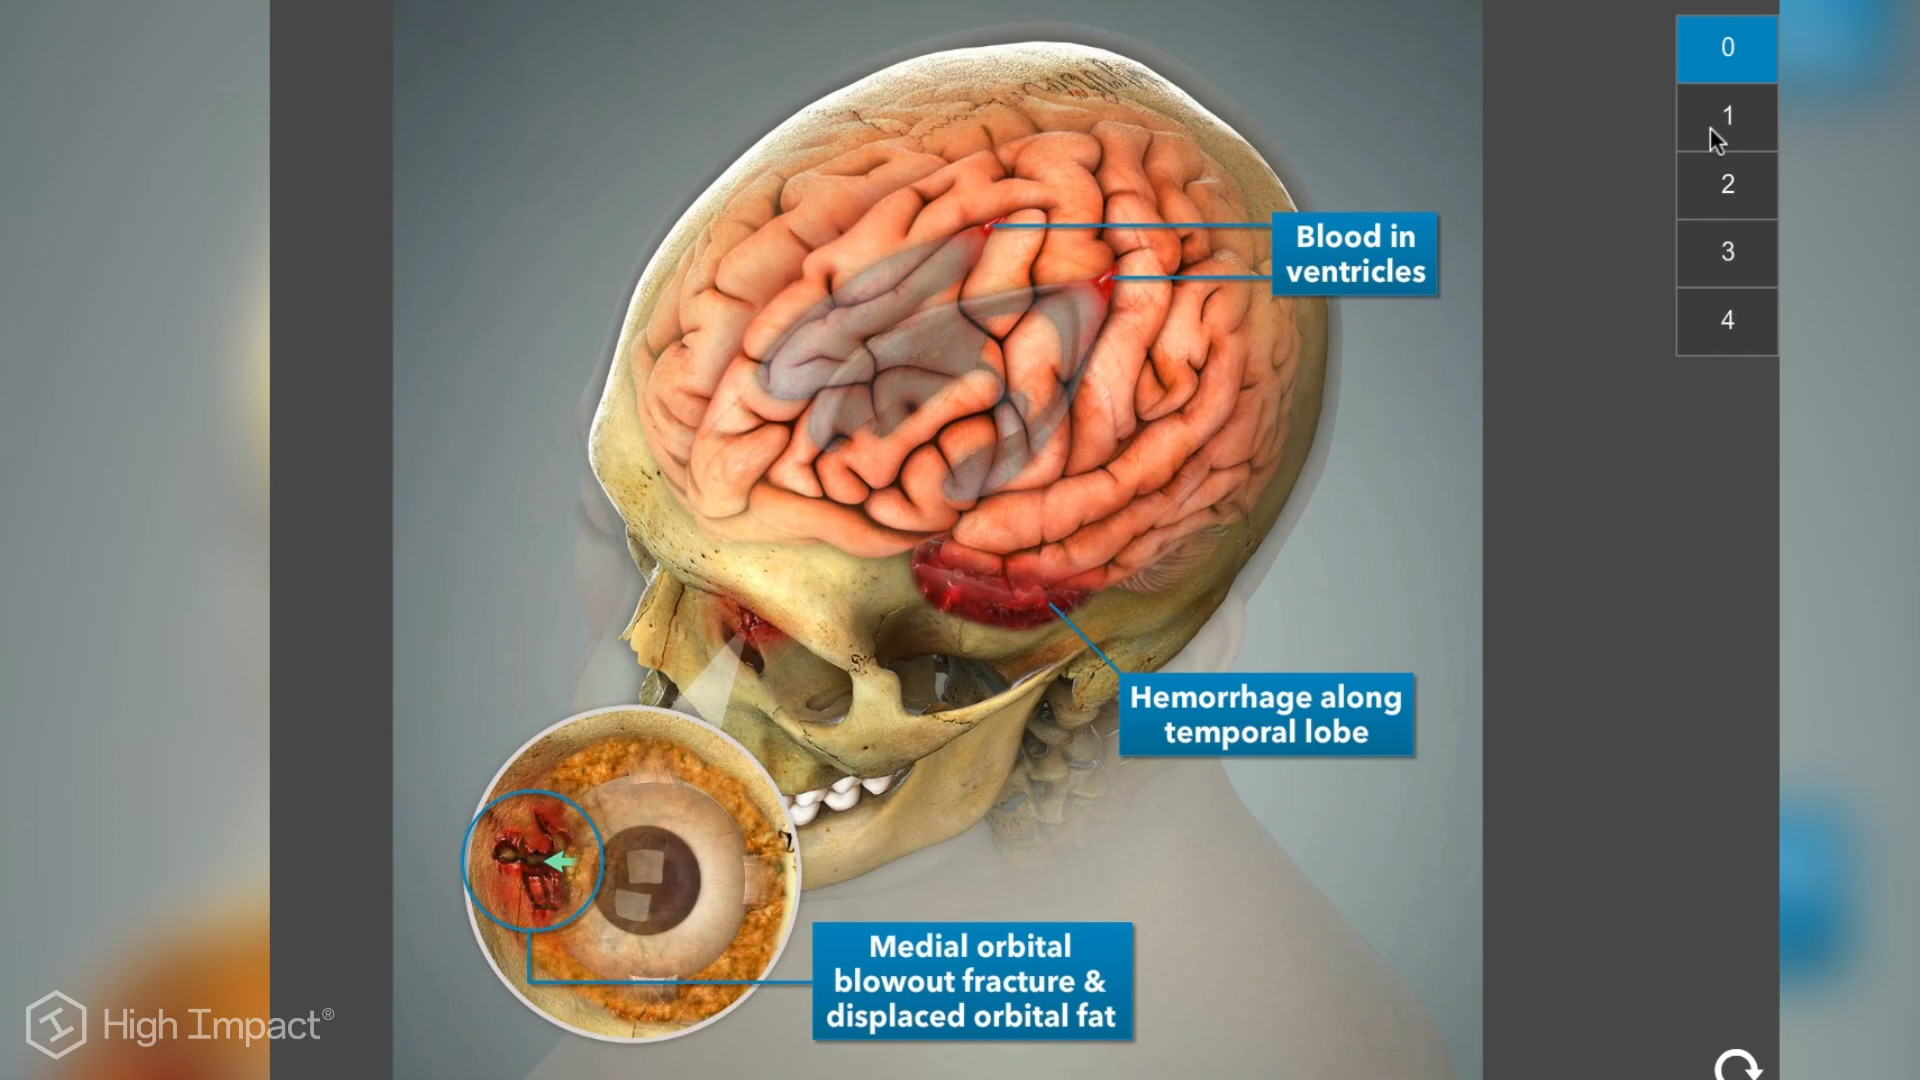 0
1
2
3
4
Blood in
ventricles
Hemorrhage along
temporal lobe
Medial orbital
blowout fracture &
displaced orbital fat
High Impact®